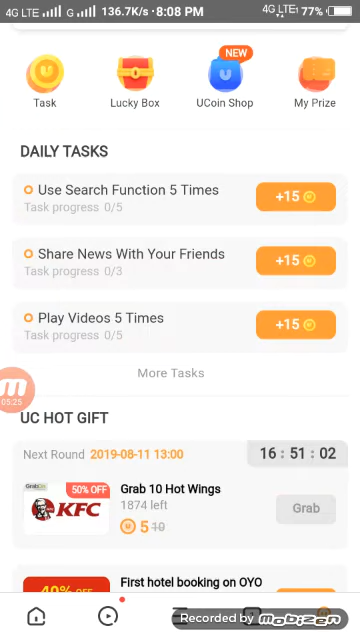 4G LTE G 136.7K/s 8:08 PM 4G LTE1 77%
NEW
Task Lucky Box UCoin Shop My Prize
DAILY TASKS
Use Search Function 5 Times
Task progress 0/5
+15
Share News With Your Friends
Task progress 0/3
+15
Play Videos 5 Times
Task progress 0/5
+15
More Tasks
05:25
UC HOT GIFT
Next Round 2019-08-11 13:00
16 : 51 : 02
50% OFF
KFC
Grab 10 Hot Wings
1874 left
5 10
Grab
40% OFF
First hotel booking on OYO
Recorded by mobizen